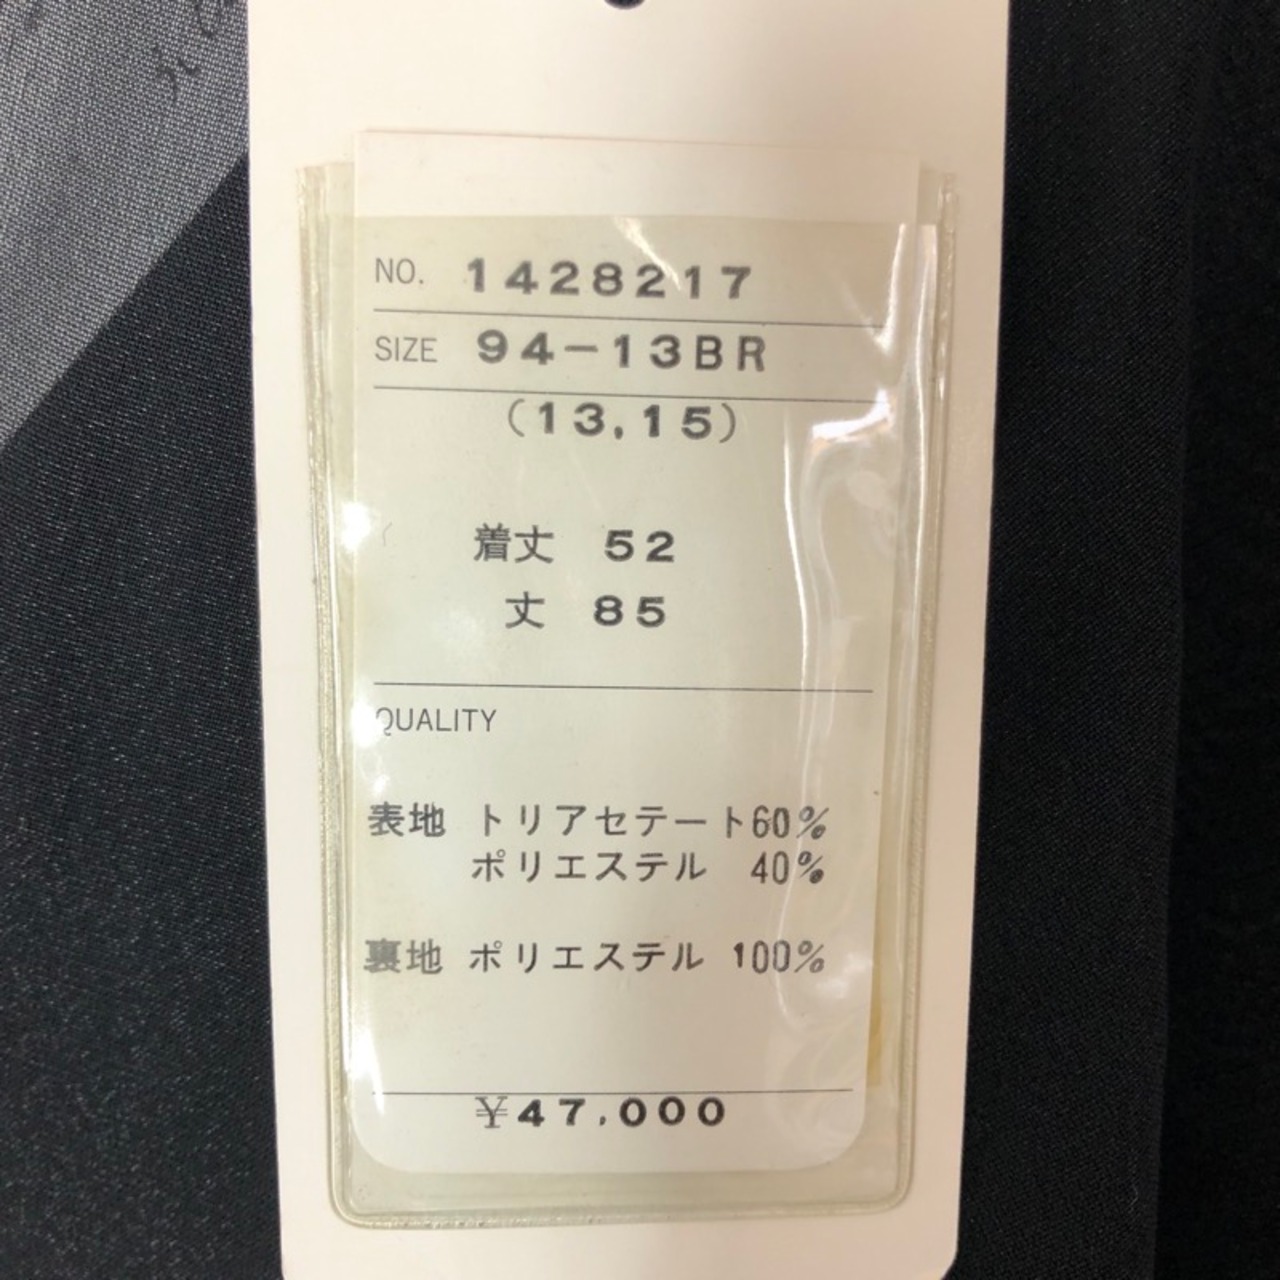 NO. 1428217
SIZE 94-13BR
(13,15)
着丈 52
丈 85
QUALITY
表地 トリアセテート60%
ポリエステル 40%
裏地 ポリエステル 100%
¥47,000